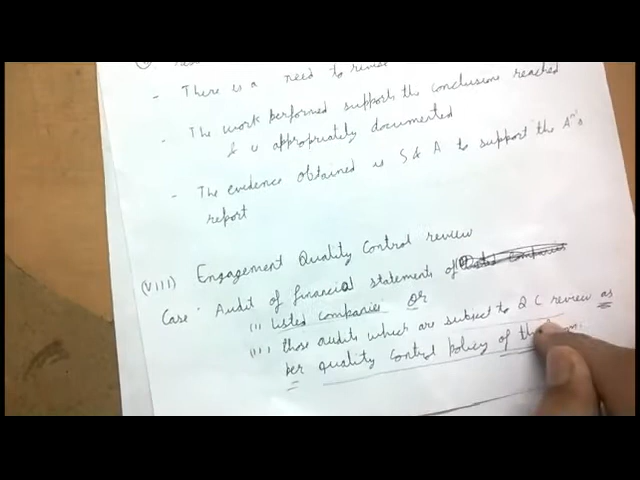 - There is a need to revise
- The work performed supports the conclusions reached
& is appropriately documented
- The evidence obtained is S & A to support the A"'s
report
(VIII) Engagement Quality Control review
Case: Audit of financial statements of
(i) listed companies or
(ii) those audits which are subject to Q C review as
per quality control policy of the